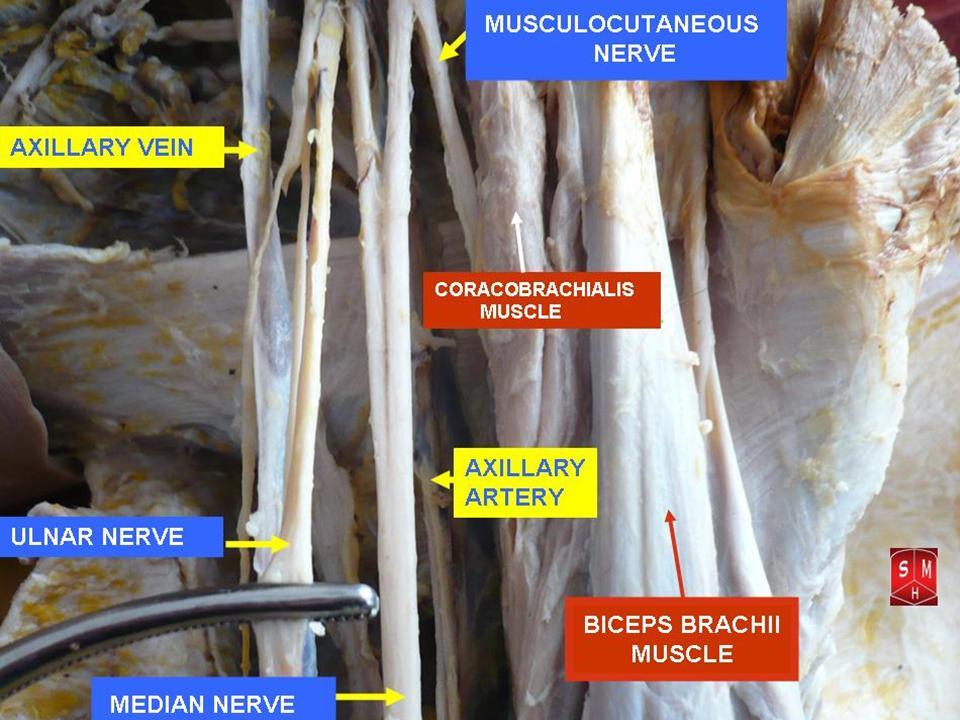 MUSCULOCUTANEOUS
NERVE
AXILLARY VEIN
CORACOBRACHIALIS
MUSCLE
AXILLARY
ARTERY
ULNAR NERVE
S M
H
BICEPS BRACHII
MUSCLE
MEDIAN NERVE